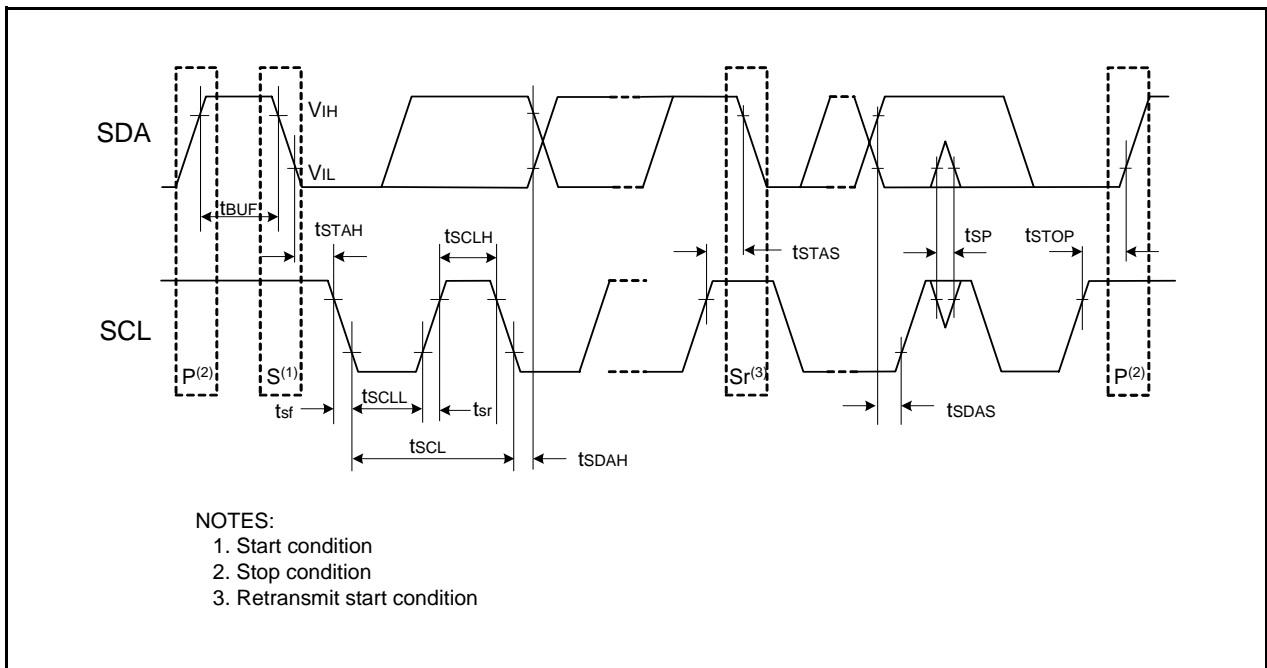 SDA
VIH
VIL
tBUF
tSTAH
tSCLH
tSTAS
tSP
tSTOP
SCL
P(2)
S(1)
Sr(3)
P(2)
tsf
tSCLL
tsr
tSDAS
tSCL
tSDAH
NOTES:
1. Start condition
2. Stop condition
3. Retransmit start condition